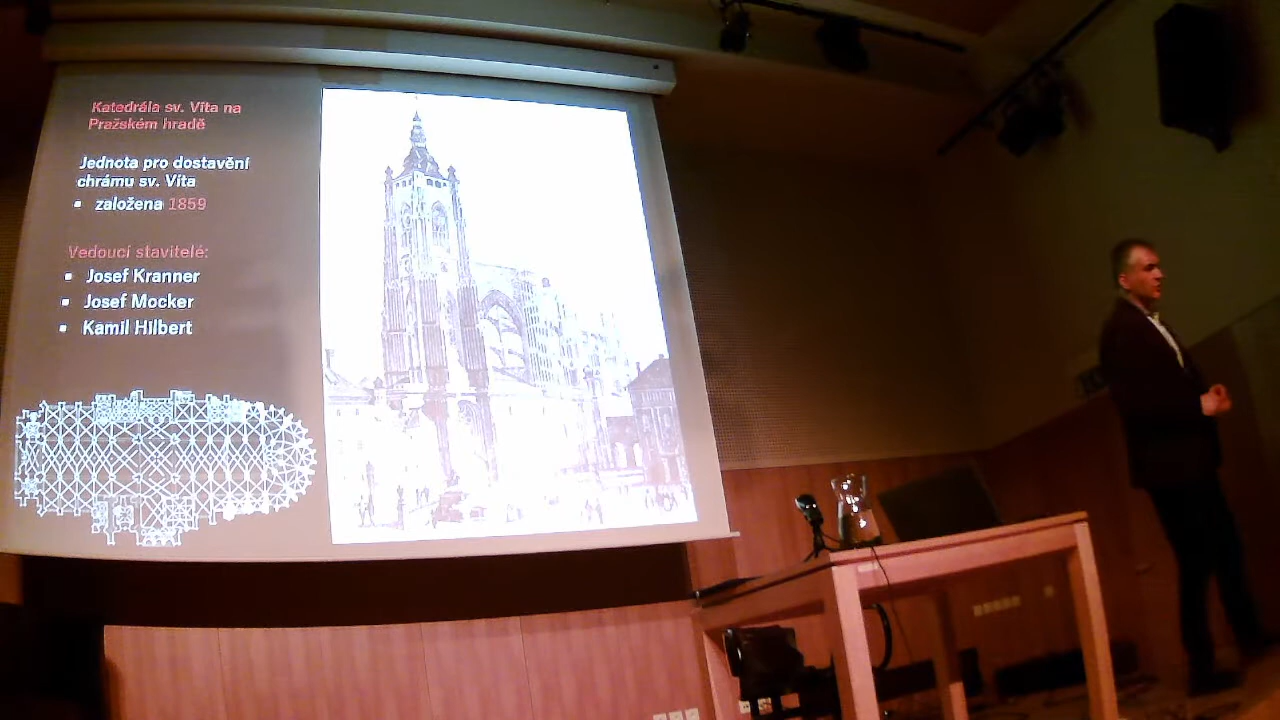 Katedrála sv. Víta na
Pražském hradě
Jednota pro dostavění
chrámu sv. Víta
▪ založena 1859
Vedoucí stavitelé:
▪ Josef Kranner
▪ Josef Mocker
▪ Kamil Hilbert